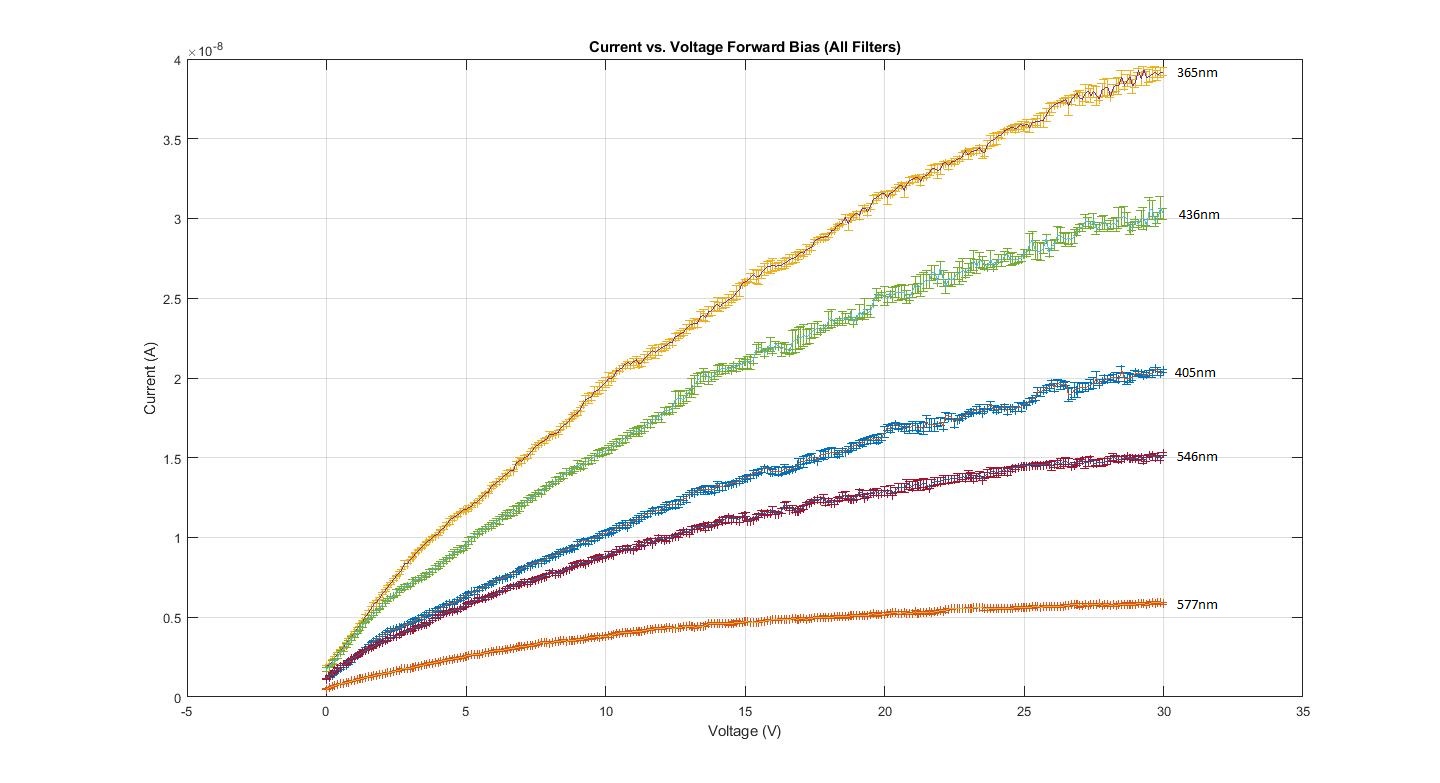 Current vs. Voltage Forward Bias (All Filters)
×10-8
4
3.5
3
2.5
2
1.5
1
0.5
0
Current (A)
-5 0 5 10 15 20 25 30 35
Voltage (V)
365nm
436nm
405nm
546nm
577nm